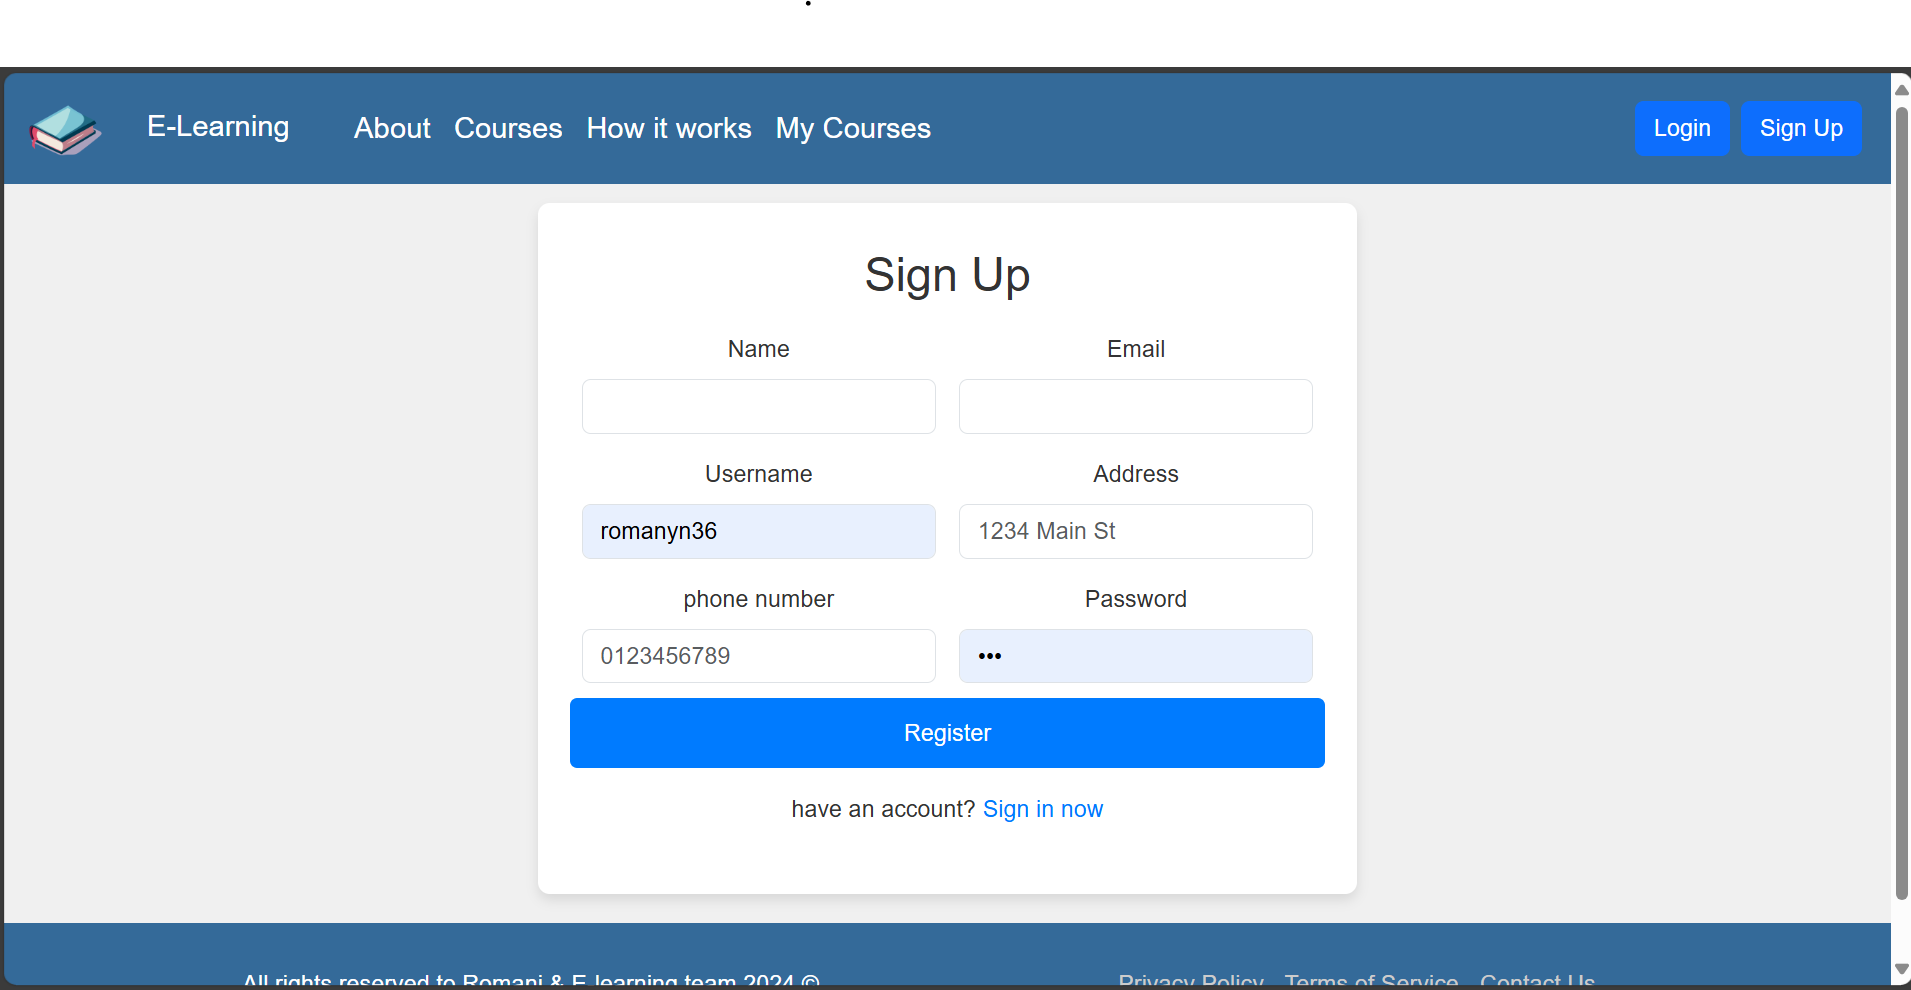 E-Learning About Courses How it works My Courses Login Sign Up
Sign Up
Name Email
Username Address
romanyn36 1234 Main St
phone number Password
0123456789 •••
Register
have an account? Sign in now
All rights reserved to Romani & E-learning team 2024 © Privacy Policy Terms of Service Contact Us